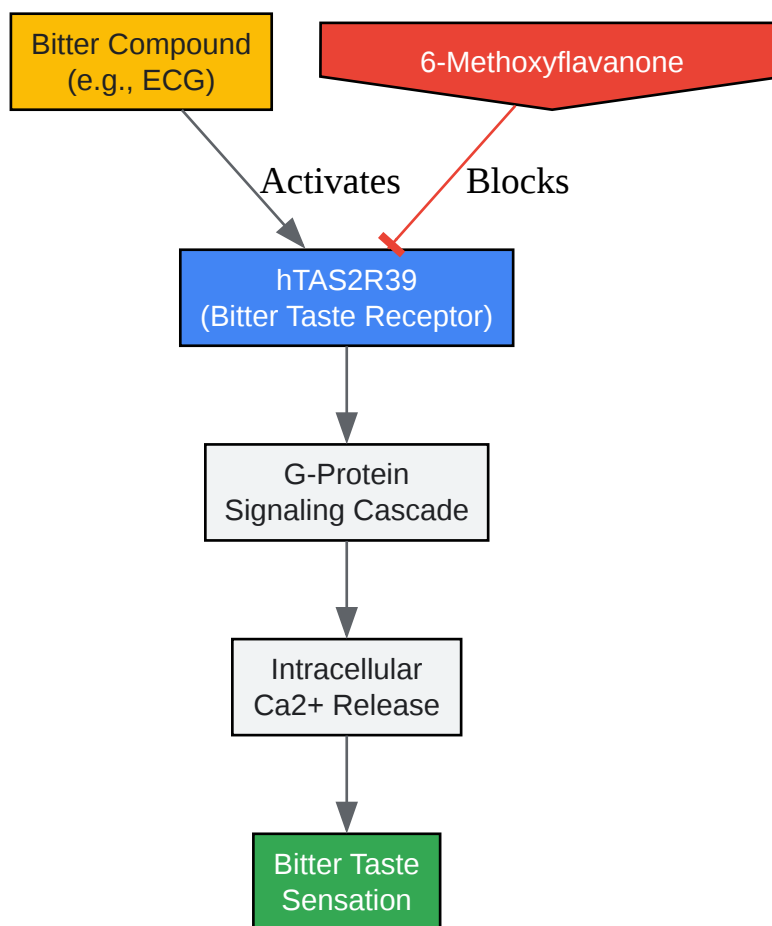 Bitter Compound
(e.g., ECG)
6-Methoxyflavanone
Activates
Blocks
hTAS2R39
(Bitter Taste Receptor)
G-Protein
Signaling Cascade
Intracellular
Ca2+ Release
Bitter Taste
Sensation